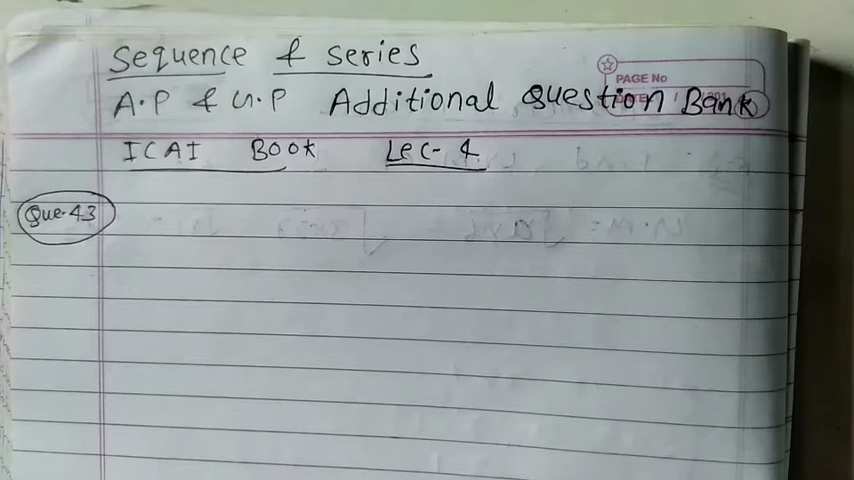 Sequence & series
PAGE No
A.P & G.P Additional Question Bank
ICAI Book Lec-4
Que-43